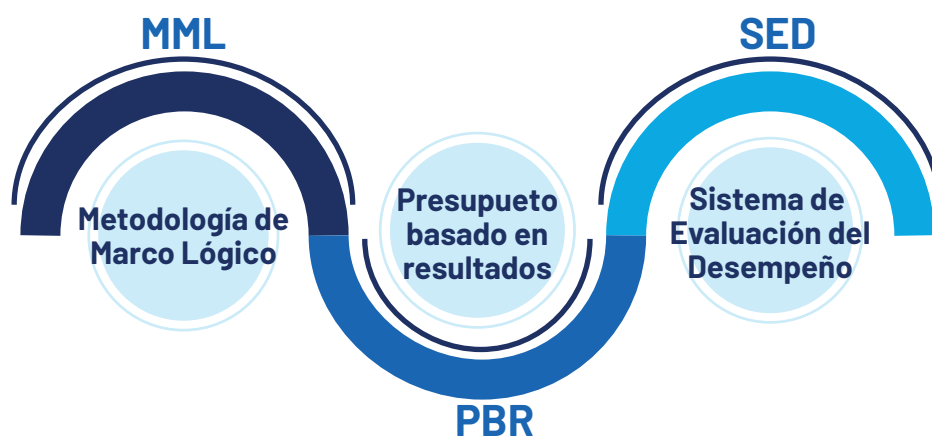 MML
Metodología de
Marco Lógico
Presupueto
basado en
resultados
PBR
SED
Sistema de
Evaluación del
Desempeño